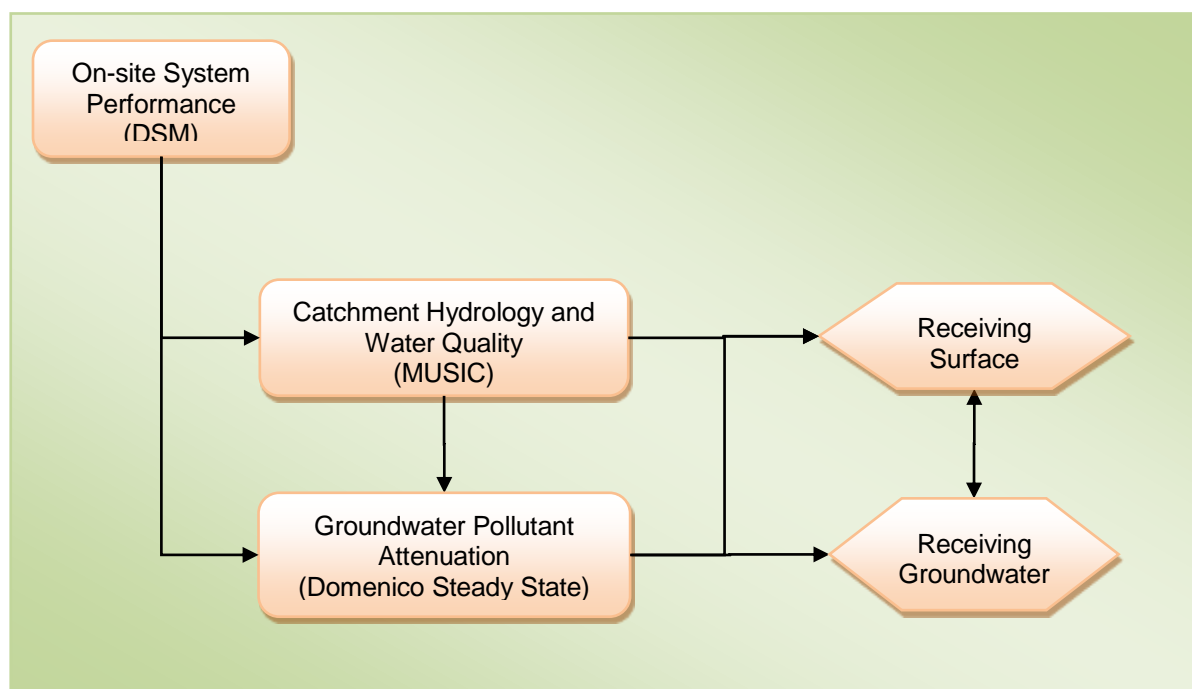 On-site System
Performance
(DSM)
Catchment Hydrology and
Water Quality
(MUSIC)
Receiving
Surface
Groundwater Pollutant
Attenuation
(Domenico Steady State)
Receiving
Groundwater